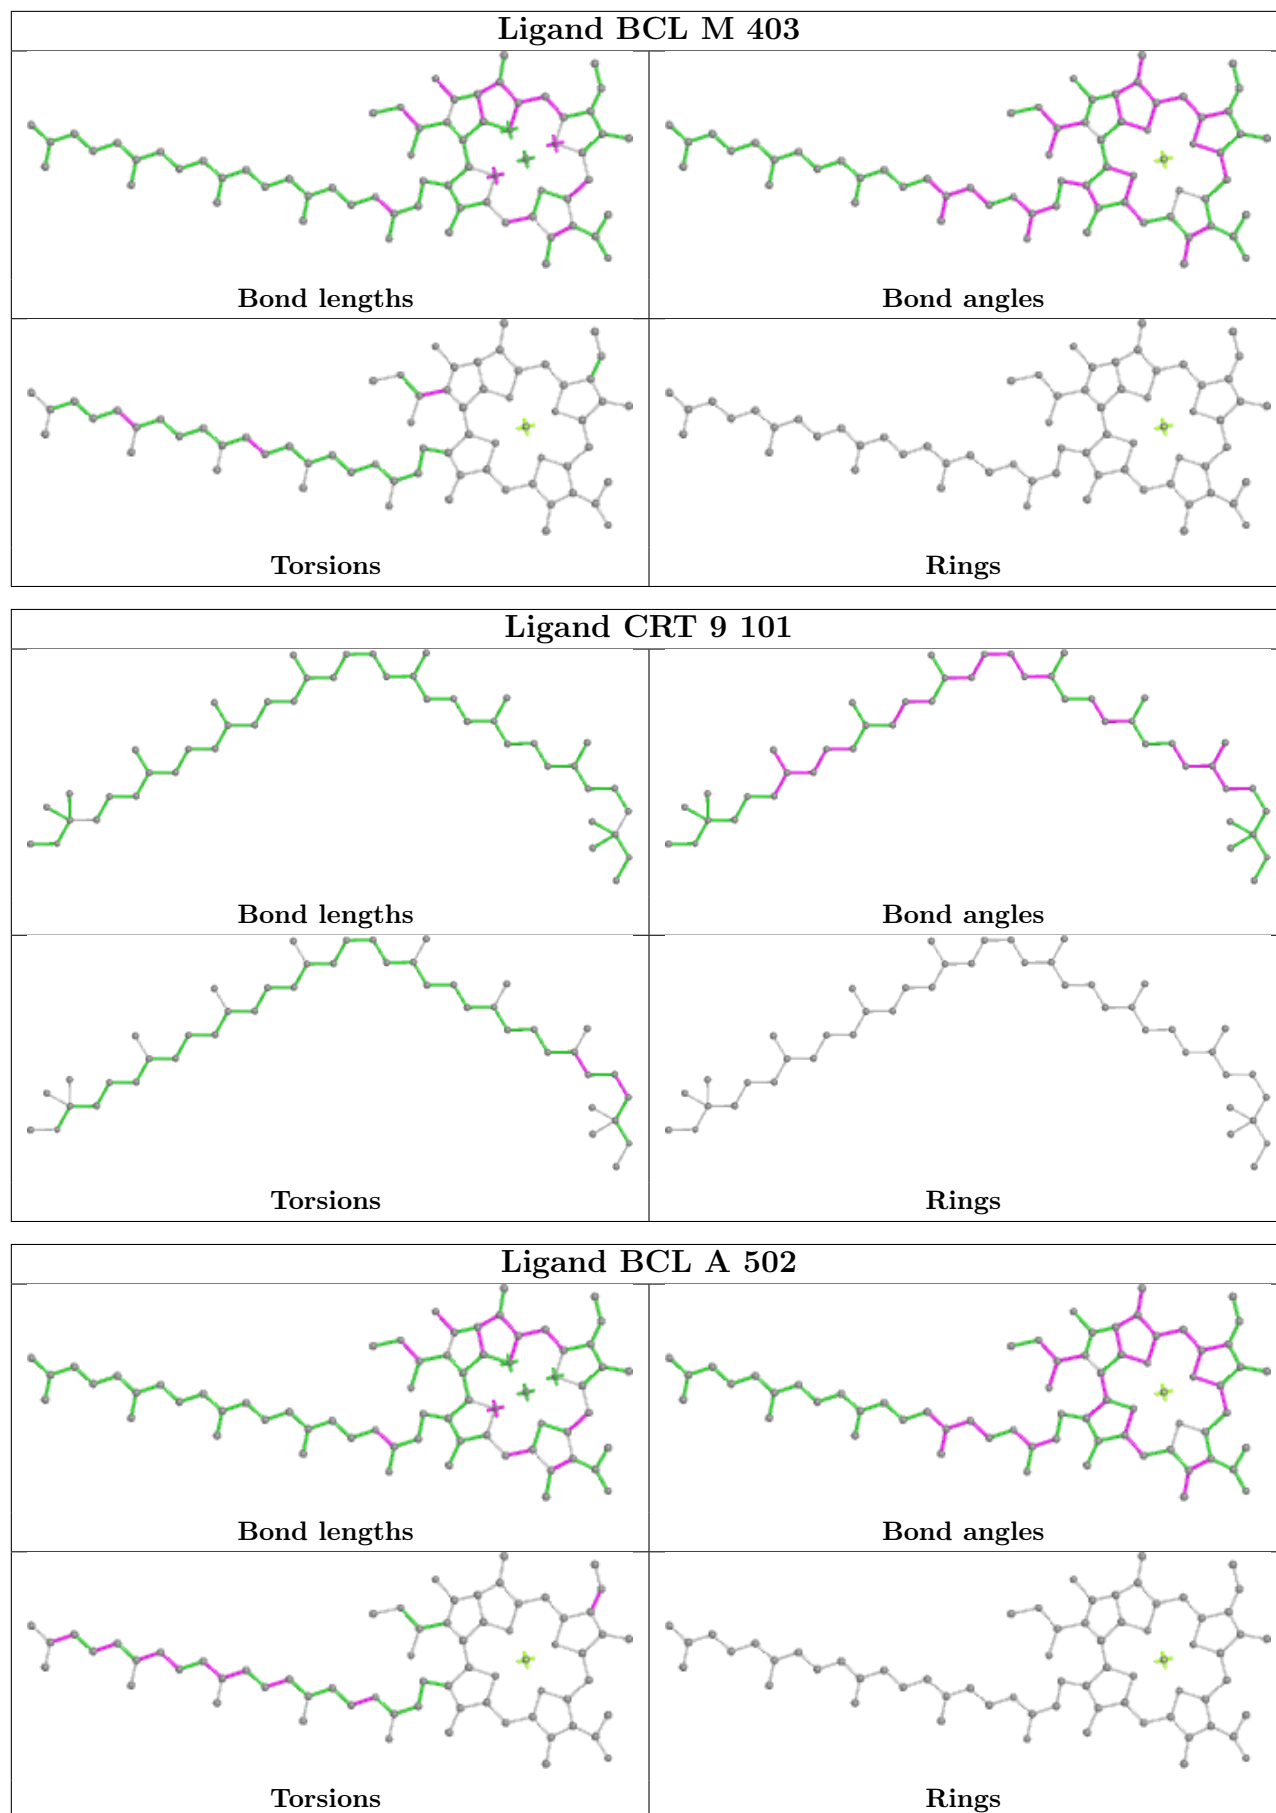 Ligand BCL M 403
Bond lengths
Bond angles
Torsions
Rings
Ligand CRT 9 101
Bond lengths
Bond angles
Torsions
Rings
Ligand BCL A 502
Bond lengths
Bond angles
Torsions
Rings